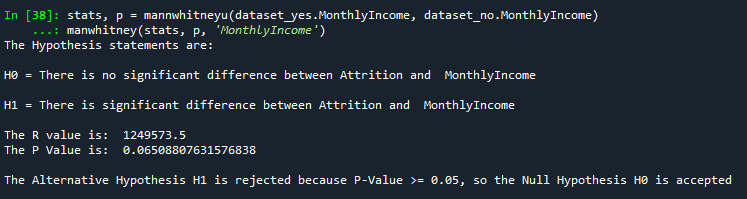 In [38]: stats, p = mannwhitneyu(dataset_yes.MonthlyIncome, dataset_no.MonthlyIncome)
...: manwhitney(stats, p, 'MonthlyIncome')
The Hypothesis statements are:
H0 = There is no significant difference between Attrition and  MonthlyIncome
H1 = There is significant difference between Attrition and  MonthlyIncome
The R value is:  1249573.5
The P Value is:  0.06508807631576838
The Alternative Hypothesis H1 is rejected because P-Value >= 0.05, so the Null Hypothesis H0 is accepted